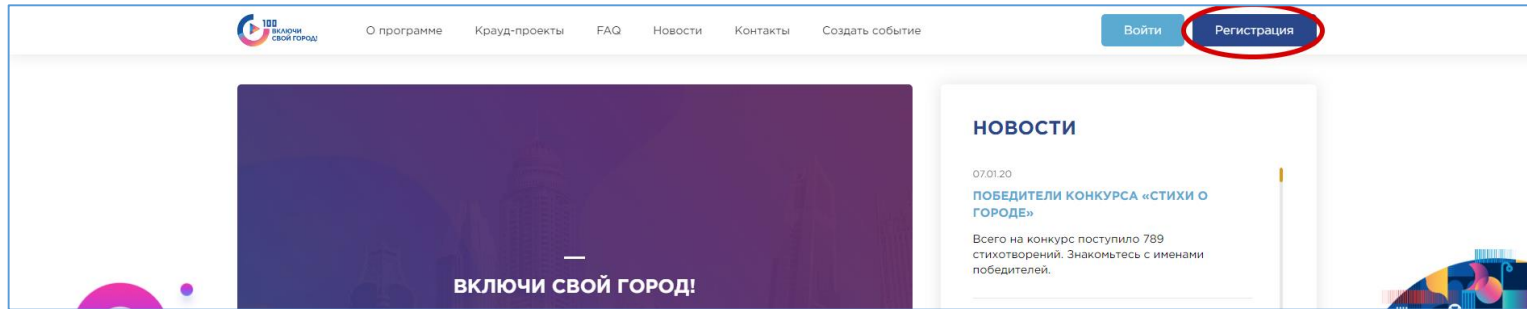 100
ВКЛЮЧИ
СВОЙ ГОРОД!
О программе Крауд-проекты FAQ Новости Контакты Создать событие Войти Регистрация
ВКЛЮЧИ СВОЙ ГОРОД!
НОВОСТИ
07.01.20
ПОБЕДИТЕЛИ КОНКУРСА «СТИХИ О
ГОРОДЕ»
Всего на конкурс поступило 789
стихотворений. Знакомьтесь с именами
победителей.